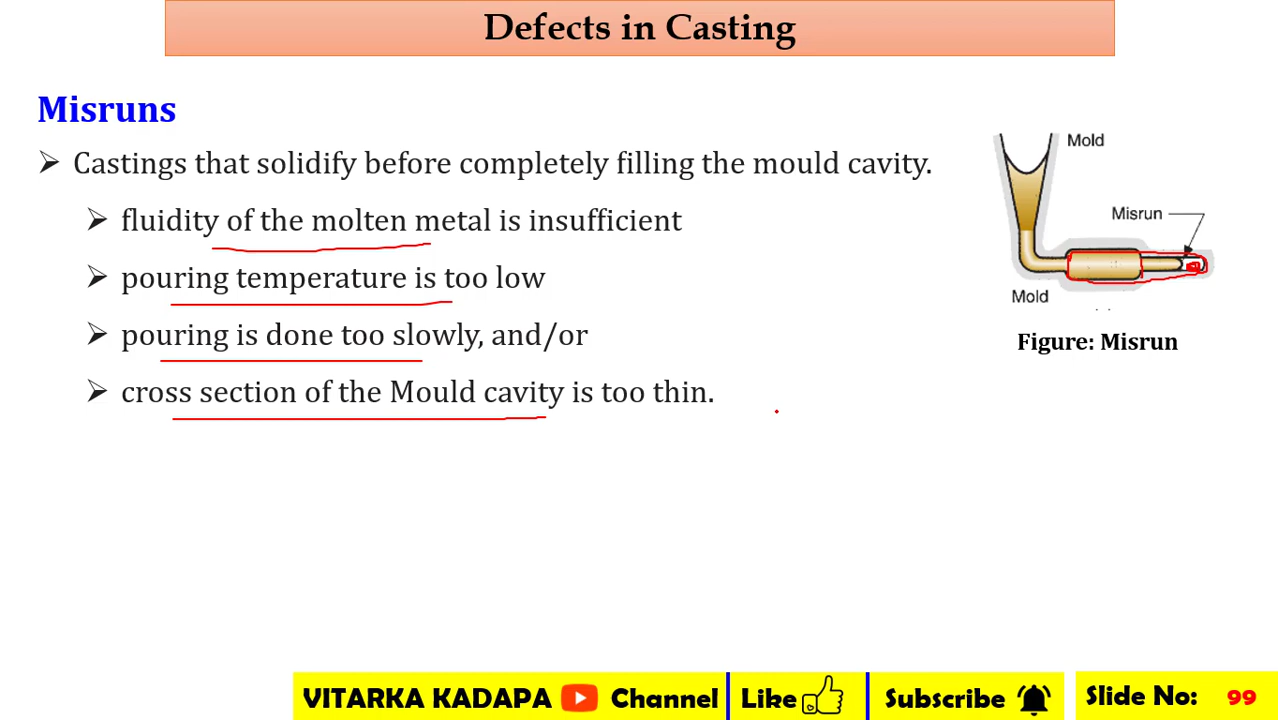 Defects in Casting
Misruns
➢ Castings that solidify before completely filling the mould cavity.
➢ fluidity of the molten metal is insufficient
➢ pouring temperature is too low
➢ pouring is done too slowly, and/or
➢ cross section of the Mould cavity is too thin.
Mold
Misrun
Mold
Figure: Misrun
VITARKA KADAPA Channel Like Subscribe Slide No: 99